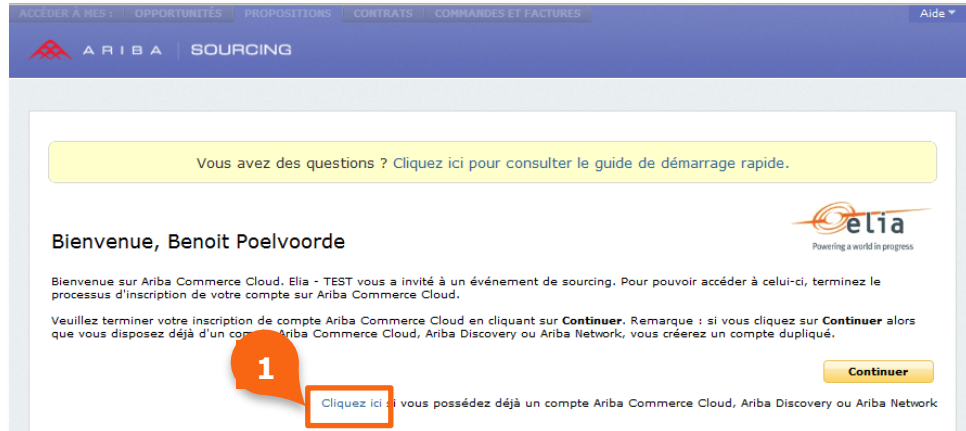 ACCÉDER À MES : OPPORTUNITÉS PROPOSITIONS CONTRATS COMMANDES ET FACTURES Aide
ARIBA SOURCING
Vous avez des questions ? Cliquez ici pour consulter le guide de démarrage rapide.
elia
Powering a world in progress
Bienvenue, Benoit Poelvoorde
Bienvenue sur Ariba Commerce Cloud. Elia - TEST vous a invité à un événement de sourcing. Pour pouvoir accéder à celui-ci, terminez le
processus d'inscription de votre compte sur Ariba Commerce Cloud.
Veuillez terminer votre inscription de compte Ariba Commerce Cloud en cliquant sur Continuer. Remarque : si vous cliquez sur Continuer alors
que vous disposez déjà d'un compte Ariba Commerce Cloud, Ariba Discovery ou Ariba Network, vous créerez un compte dupliqué.
1
Continuer
Cliquez ici si vous possédez déjà un compte Ariba Commerce Cloud, Ariba Discovery ou Ariba Network